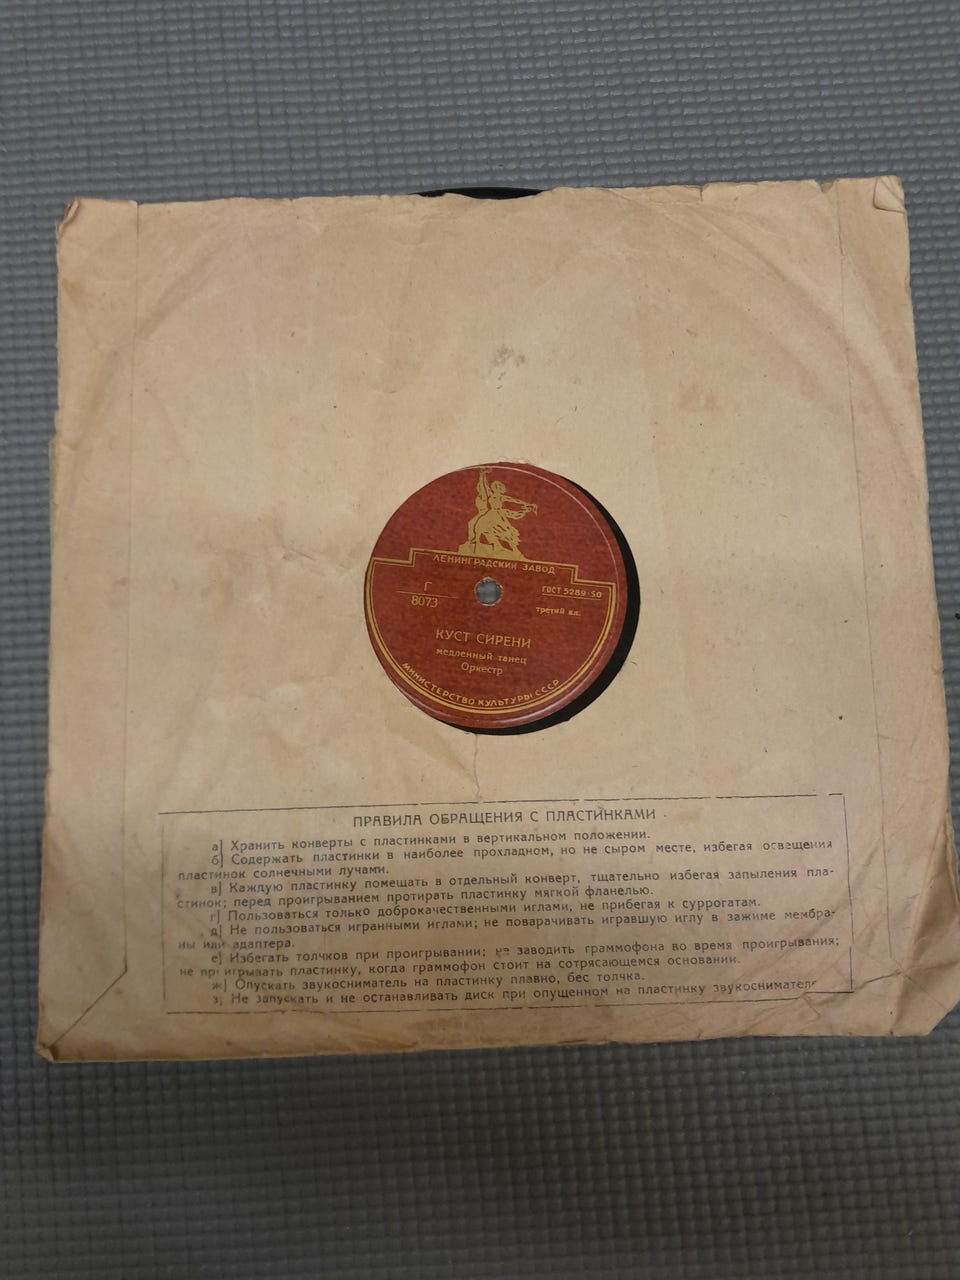 ЛЕНИНГРАДСКИЙ ЗАВОД
Г
8073
ГОСТ 5289-50
третий кл.
КУСТ СИРЕНИ
медленный танец
Оркестр
МИНИСТЕРСТВО КУЛЬТУРЫ СССР
ПРАВИЛА ОБРАЩЕНИЯ С ПЛАСТИНКАМИ
а) Хранить конверты с пластинками в вертикальном положении.
б) Содержать пластинки в наиболее прохладном, но не сыром месте, избегая освещения
пластинок солнечными лучами.
в) Каждую пластинку помещать в отдельный конверт, тщательно избегая запыления пла-
стинок; перед проигрыванием протирать пластинку мягкой фланелью.
г) Пользоваться только доброкачественными иглами, не прибегая к суррогатам.
д) Не пользоваться игранными иглами; не поварачивать игравшую иглу в зажиме мембра-
ны или адаптера.
е) Избегать толчков при проигрывании; не заводить граммофона во время проигрывания;
не проигрывать пластинку, когда граммофон стоит на сотрясающемся основании.
ж) Опускать звукосниматель на пластинку плавно, бес толчка.
з) Не запускать и не останавливать диск при опущенном на пластинку звукоснимателе